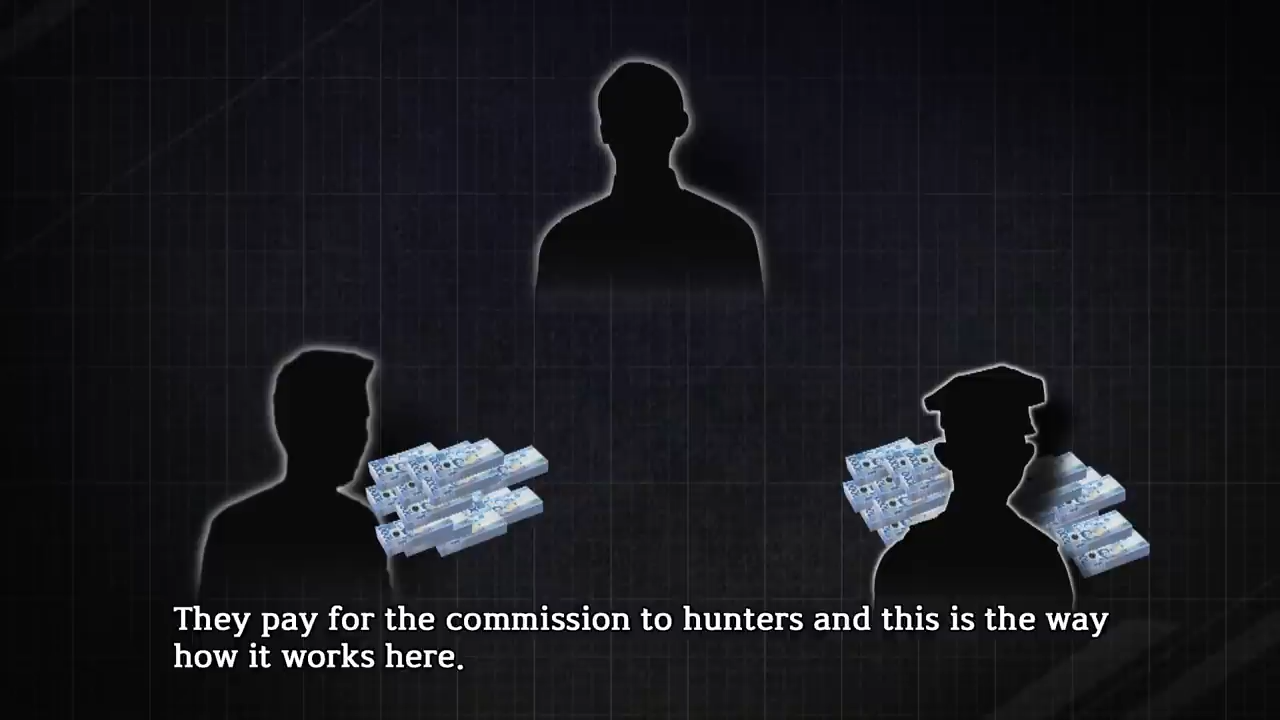 They pay for the commission to hunters and this is the way
how it works here.